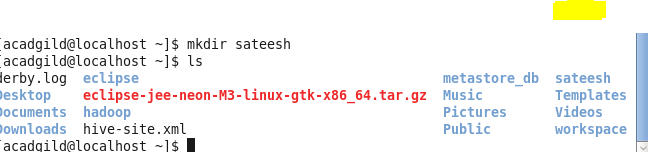 [acadgild@localhost ~]$ mkdir sateesh
[acadgild@localhost ~]$ ls
derby.log eclipse metastore_db sateesh
Desktop eclipse-jee-neon-M3-linux-gtk-x86_64.tar.gz Music Templates
Documents hadoop Pictures Videos
Downloads hive-site.xml Public workspace
[acadgild@localhost ~]$